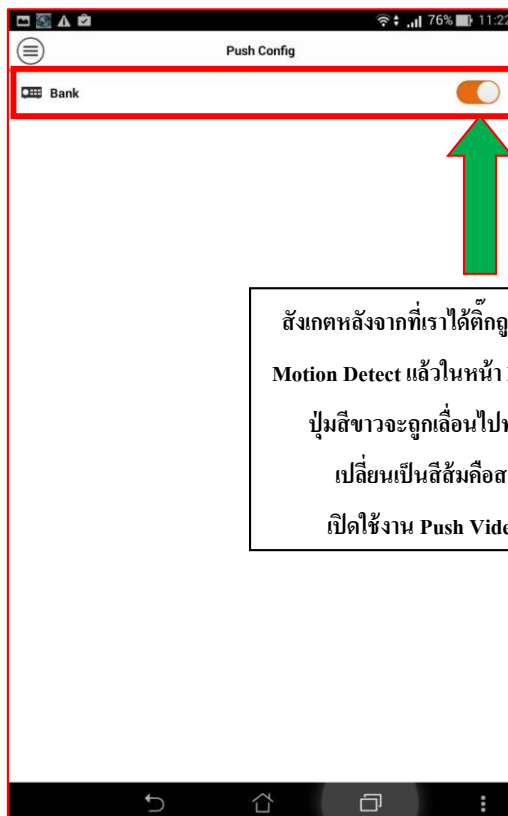 76% 11:22
Push Config
Bank
สังเกตหลังจากที่เราได้ติ๊กถู
Motion Detect แล้วในหน้า
ปุ่มสีขาวจะถูกเลื่อนไป
เปลี่ยนเป็นสีส้มคือส
เปิดใช้งาน Push Vide